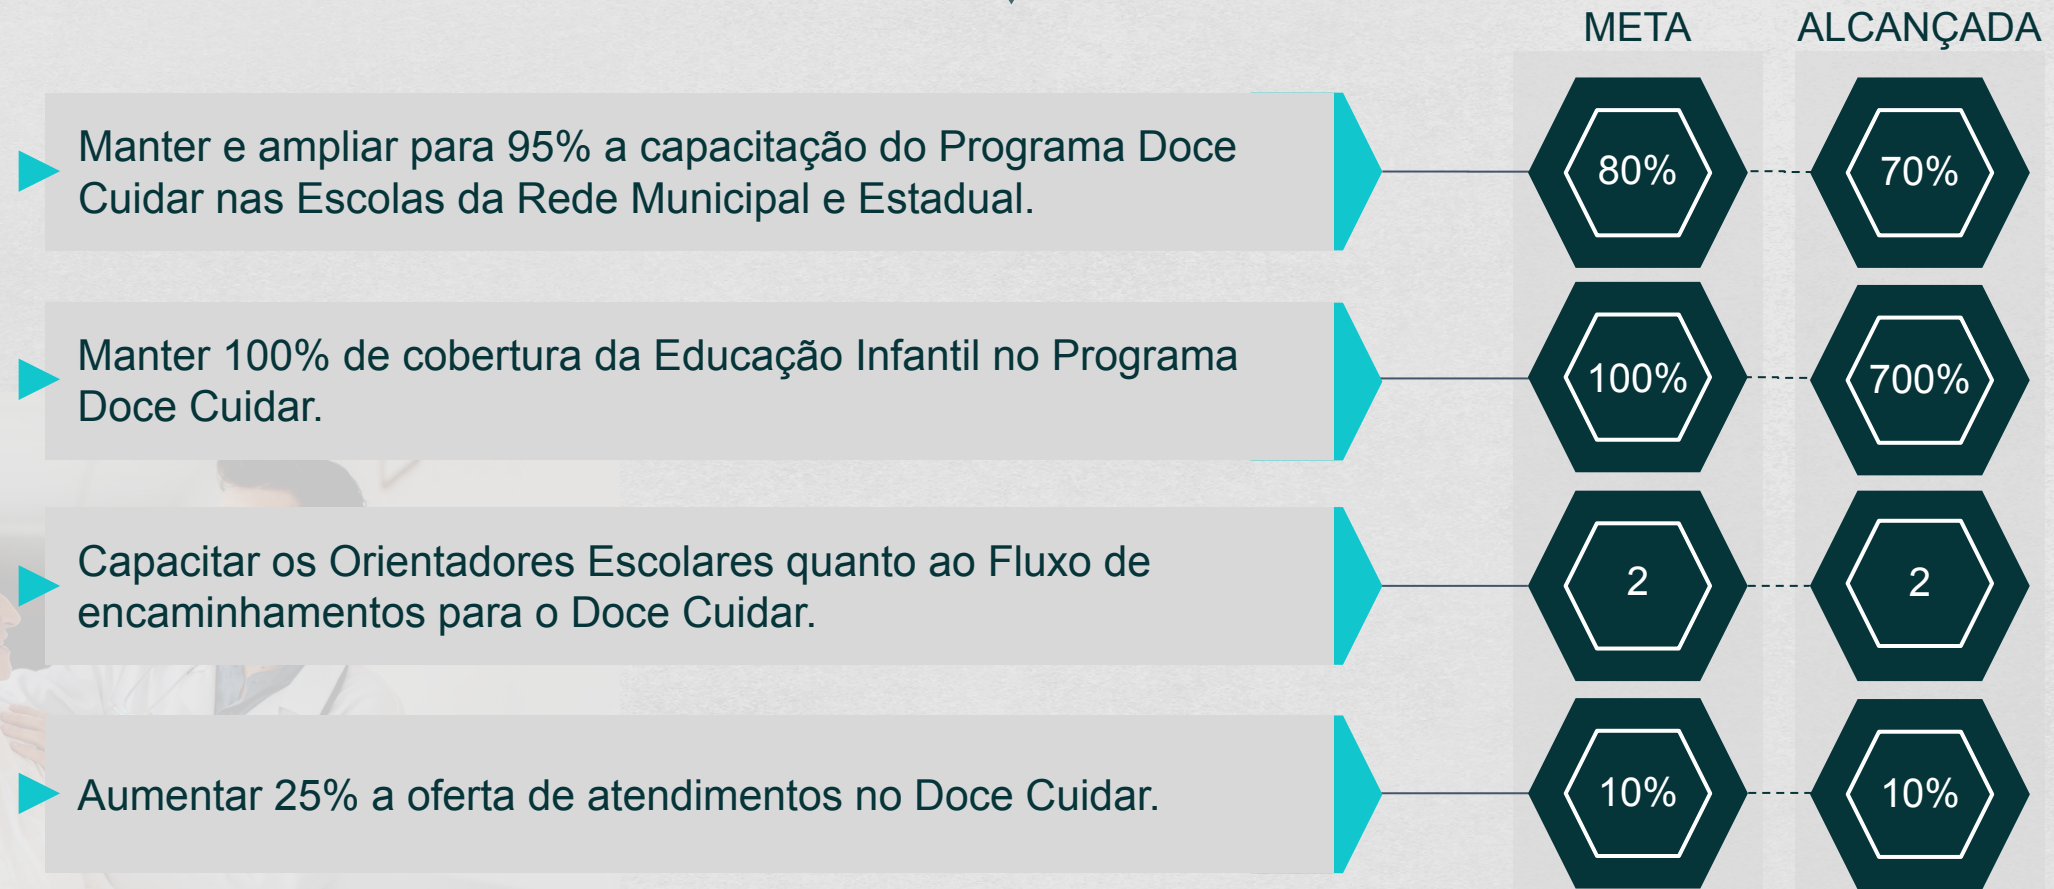 META ALCANÇADA
Manter e ampliar para 95% a capacitação do Programa Doce
Cuidar nas Escolas da Rede Municipal e Estadual.
80% 70%
Manter 100% de cobertura da Educação Infantil no Programa
Doce Cuidar.
100% 700%
Capacitar os Orientadores Escolares quanto ao Fluxo de
encaminhamentos para o Doce Cuidar.
2 2
Aumentar 25% a oferta de atendimentos no Doce Cuidar.
10% 10%